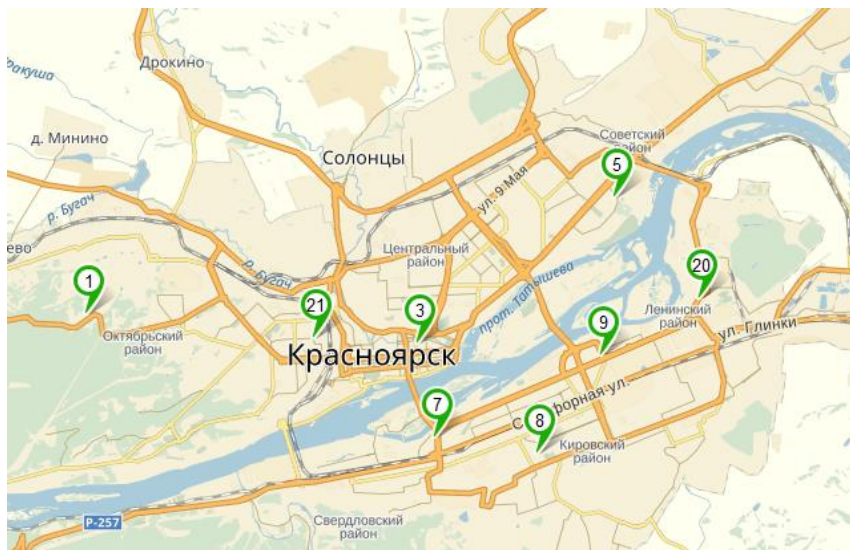 Дрокино
д. Минино
Солонцы
Советский
район
5
ул. 9 Мая
р. Бугач
Центральный
район
р. Бугач
1
21
3
прот. Татышева
20
9
Ленинский
район
ул. Глинки
Октябрьский
район
Красноярск
7
8
Кировский
район
Р-257
Свердловский
район